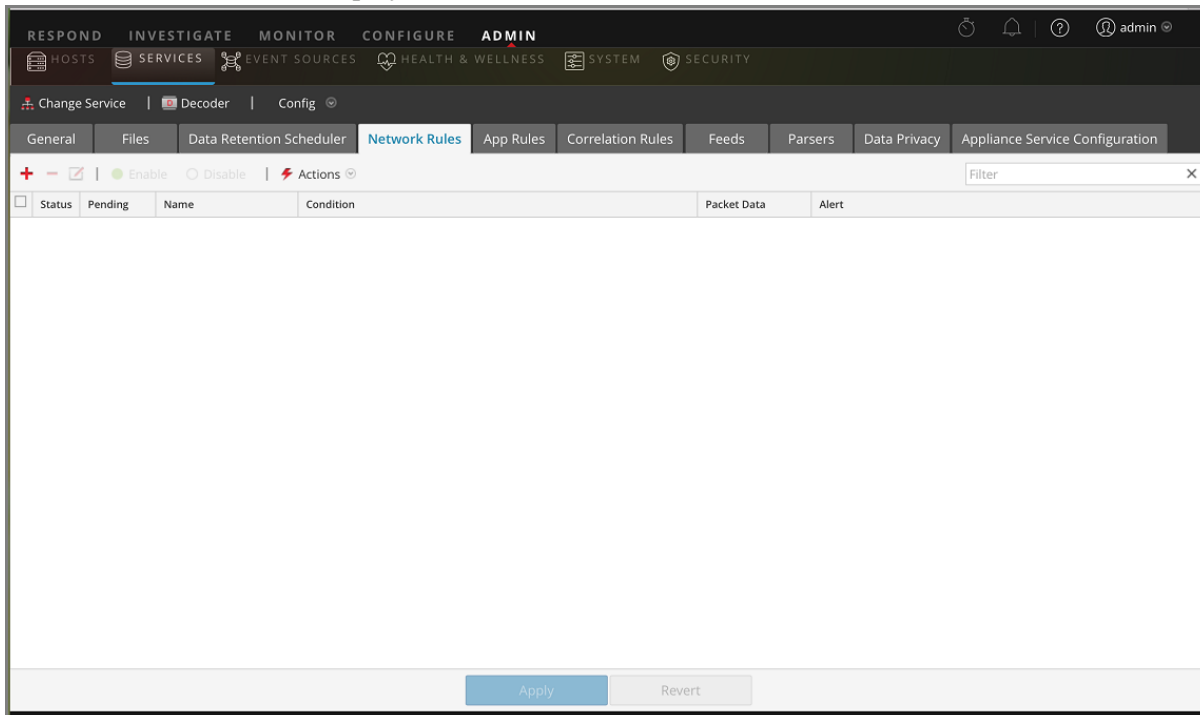 RESPOND INVESTIGATE MONITOR CONFIGURE ADMIN admin
HOSTS SERVICES EVENT SOURCES HEALTH & WELLNESS SYSTEM SECURITY
Change Service | Decoder | Config
General Files Data Retention Scheduler Network Rules App Rules Correlation Rules Feeds Parsers Data Privacy Appliance Service Configuration
Enable Disable | Actions Filter
Status Pending Name Condition Packet Data Alert
Apply Revert